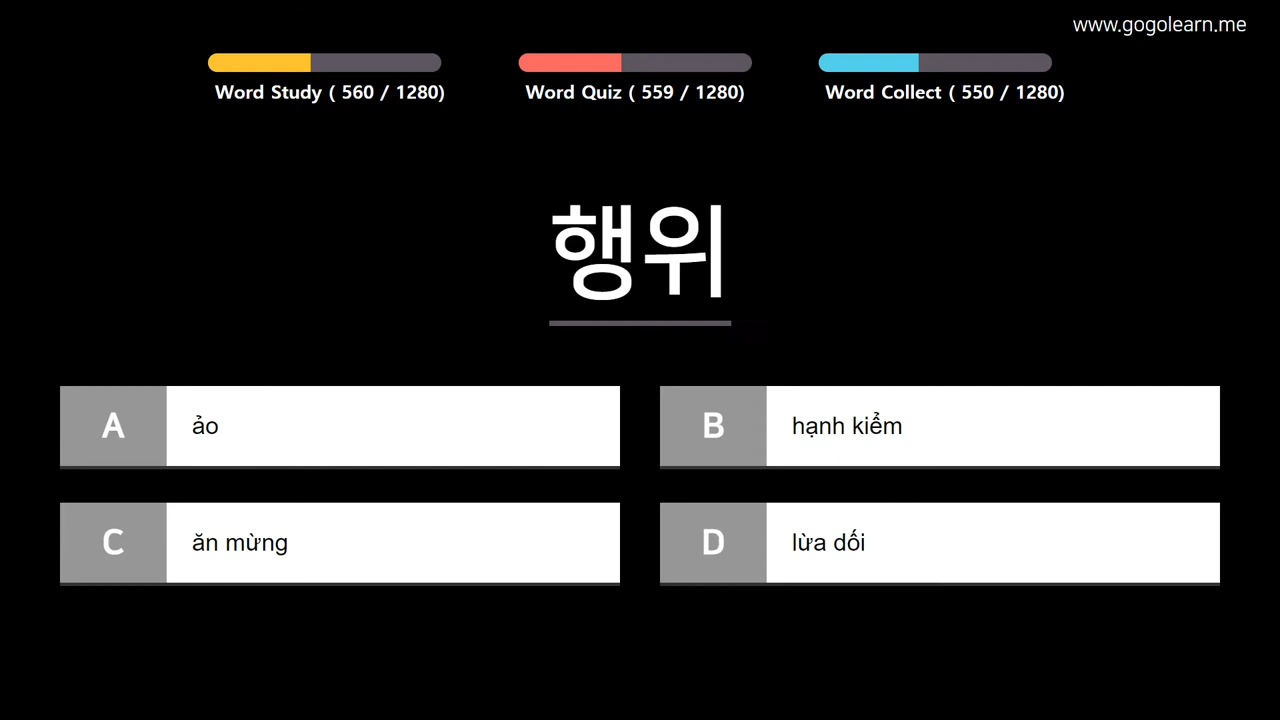 www.gogolearn.me
Word Study ( 560 / 1280)
Word Quiz ( 559 / 1280)
Word Collect ( 550 / 1280)
행위
A ảo
B hạnh kiểm
C ăn mừng
D lừa dối